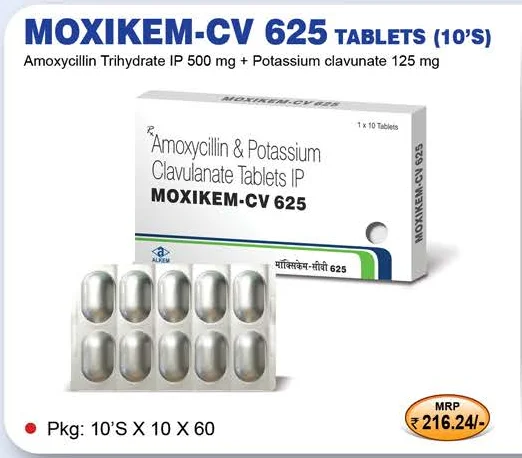 MOXIKEM-CV 625 TABLETS (10'S)
Amoxycillin Trihydrate IP 500 mg + Potassium clavunate 125 mg
MOXIKEM-CV 625
1 x 10 Tablets
Rx
Amoxycillin & Potassium
Clavulanate Tablets IP
MOXIKEM-CV 625
MOXIKEM-CV 625
ALKEM
मॉक्सिकेम-सीवी 625
Pkg: 10'S X 10 X 60
MRP
₹ 216.24/-